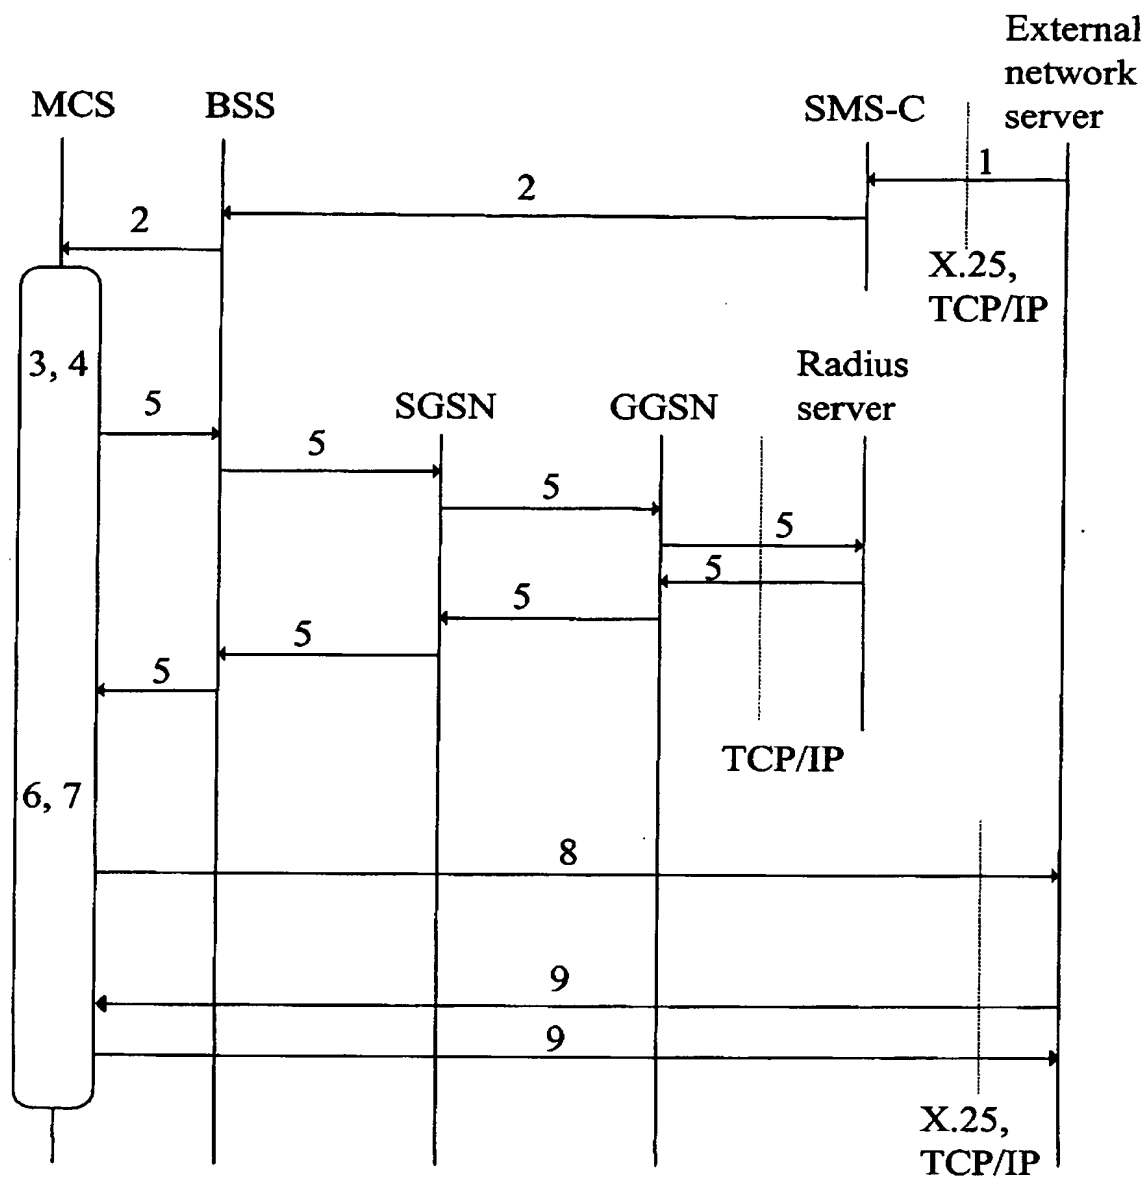 External
network
server
MCS
BSS
SMS-C
1
2
2
X.25,
TCP/IP
3, 4
Radius
server
SGSN
GGSN
5
5
5
5
5
5
5
5
TCP/IP
6, 7
8
9
9
X.25,
TCP/IP